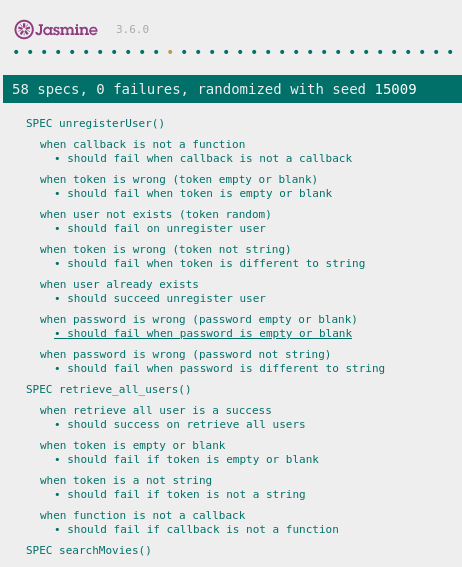 Jasmine 3.6.0
58 specs, 0 failures, randomized with seed 15009
SPEC unregisterUser()
when callback is not a function
• should fail when callback is not a callback
when token is wrong (token empty or blank)
• should fail when token is empty or blank
when user not exists (token random)
• should fail on unregister user
when token is wrong (token not string)
• should fail when token is different to string
when user already exists
• should succeed unregister user
when password is wrong (password empty or blank)
• should fail when password is empty or blank
when password is wrong (password not string)
• should fail when password is different to string
SPEC retrieve_all_users()
when retrieve all user is a success
• should success on retrieve all users
when token is empty or blank
• should fail if token is empty or blank
when token is a not string
• should fail if token is not a string
when function is not a callback
• should fail if callback is not a function
SPEC searchMovies()